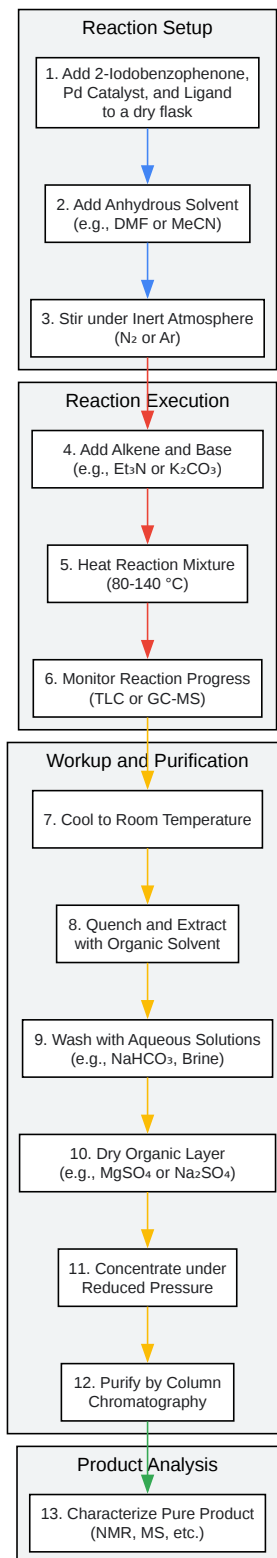 Reaction Setup
1. Add 2-Iodobenzophenone,
Pd Catalyst, and Ligand
to a dry flask
2. Add Anhydrous Solvent
(e.g., DMF or MeCN)
3. Stir under Inert Atmosphere
(N₂ or Ar)
Reaction Execution
4. Add Alkene and Base
(e.g., Et₃N or K₂CO₃)
5. Heat Reaction Mixture
(80-140 °C)
6. Monitor Reaction Progress
(TLC or GC-MS)
Workup and Purification
7. Cool to Room Temperature
8. Quench and Extract
with Organic Solvent
9. Wash with Aqueous Solutions
(e.g., NaHCO₃, Brine)
10. Dry Organic Layer
(e.g., MgSO₄ or Na₂SO₄)
11. Concentrate under
Reduced Pressure
12. Purify by Column
Chromatography
Product Analysis
13. Characterize Pure Product
(NMR, MS, etc.)